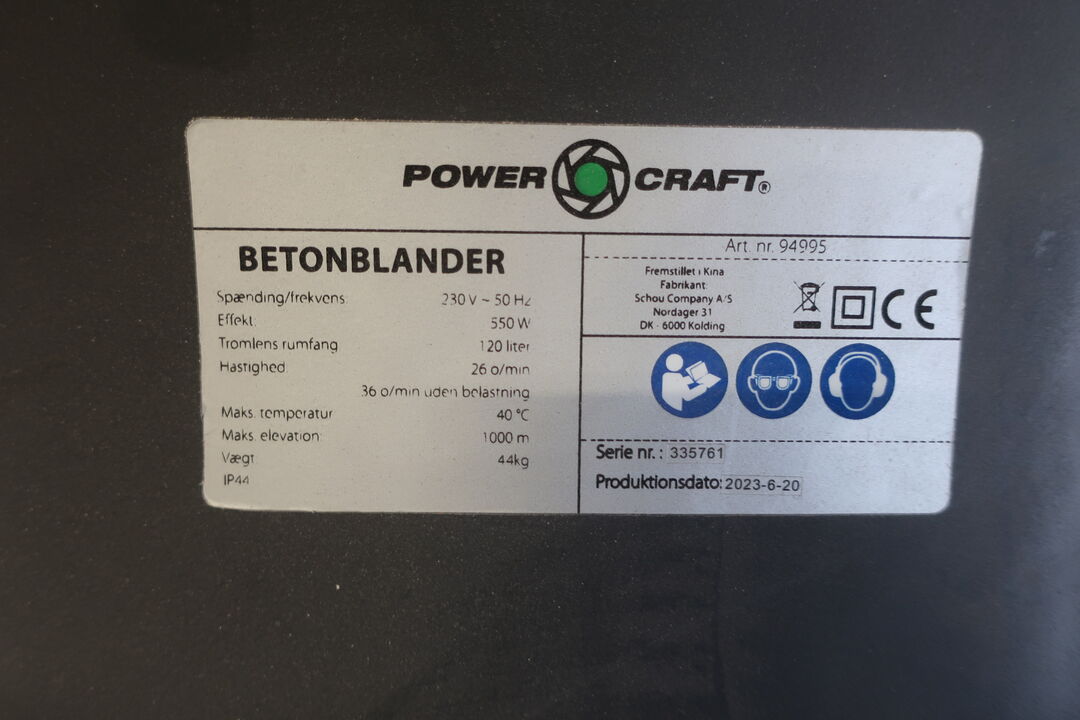 POWER CRAFT®
BETONBLANDER
Spænding/frekvens: 230 V ~ 50 Hz
Effekt: 550 W
Tromlens rumfang 120 liter
Hastighed 26 o/min
36 o/min uden belastning
Maks. temperatur 40 °C
Maks. elevation: 1000 m
Vægt 44kg
IP44
Art. nr. 94995
Fremstillet i Kina
Fabrikant:
Schou Company A/S
Nordager 31
DK - 6000 Kolding
CE
Serie nr.: 335761
Produktionsdato: 2023-6-20